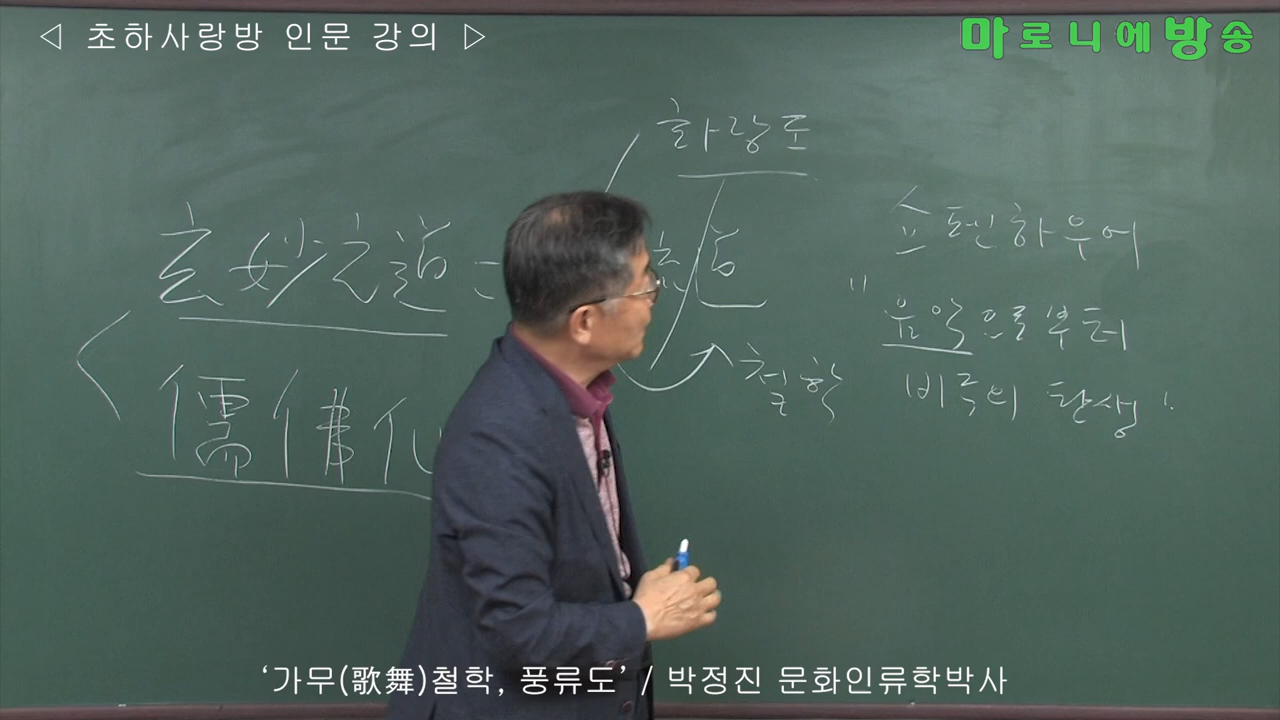 ◁ 초하사랑방 인문 강의 ▷
마로니에방송
화랑도
玄妙之道
道
儒佛仙
철학
쇼펜하우어
"음악으로부터
비극의 탄생"
‘가무(歌舞)철학, 풍류도’ / 박정진 문화인류학박사